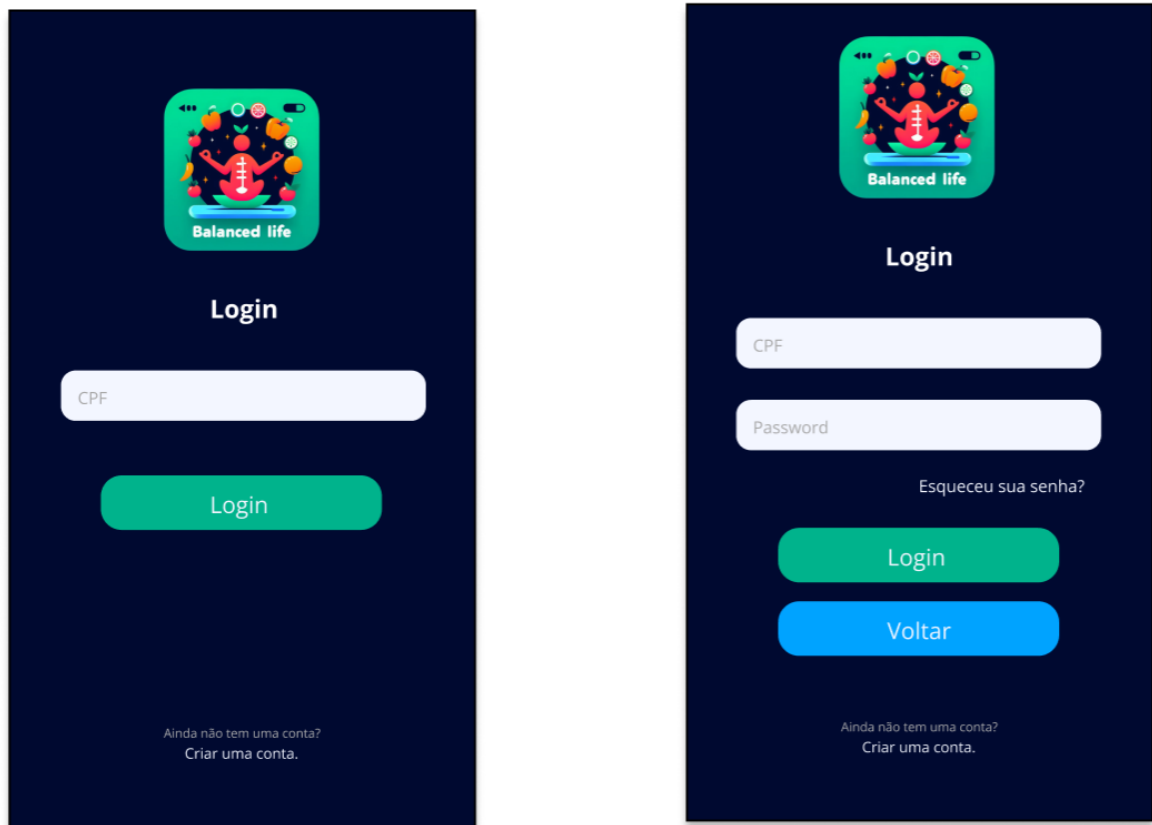 Balanced life
Login
CPF
Login
Ainda não tem uma conta?
Criar uma conta.
Balanced life
Login
CPF
Password
Esqueceu sua senha?
Login
Voltar
Ainda não tem uma conta?
Criar uma conta.